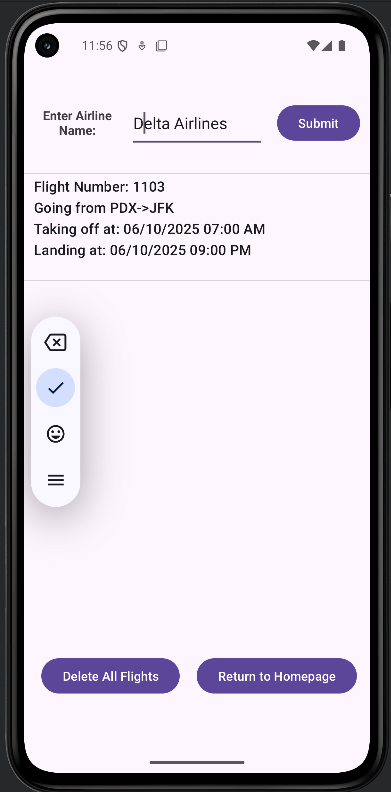 11:56
Enter Airline
Name:
Delta Airlines
Submit
Flight Number: 1103
Going from PDX->JFK
Taking off at: 06/10/2025 07:00 AM
Landing at: 06/10/2025 09:00 PM
Delete All Flights
Return to Homepage